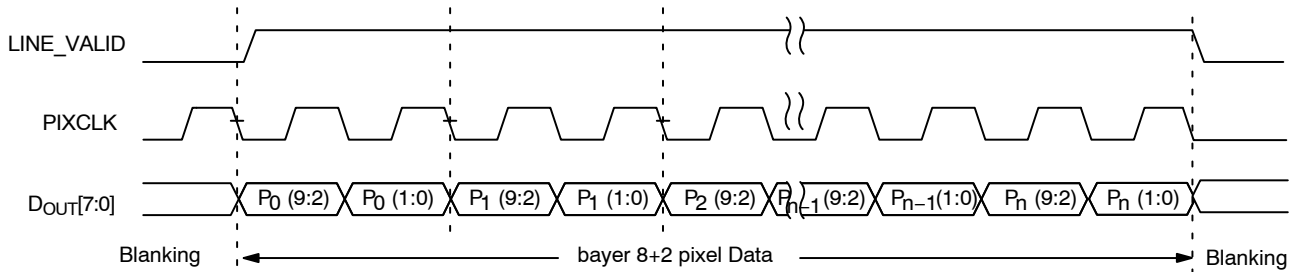 LINE_VALID
PIXCLK
DOUT[7:0]
P0 (9:2) P0 (1:0) P1 (9:2) P1 (1:0) P2 (9:2) Pn−1 (9:2) Pn−1(1:0) Pn (9:2) Pn (1:0)
Blanking bayer 8+2 pixel Data Blanking